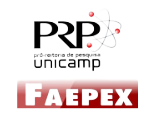 PRP
pró-reitoria de pesquisa
unicamp
FAEPEX